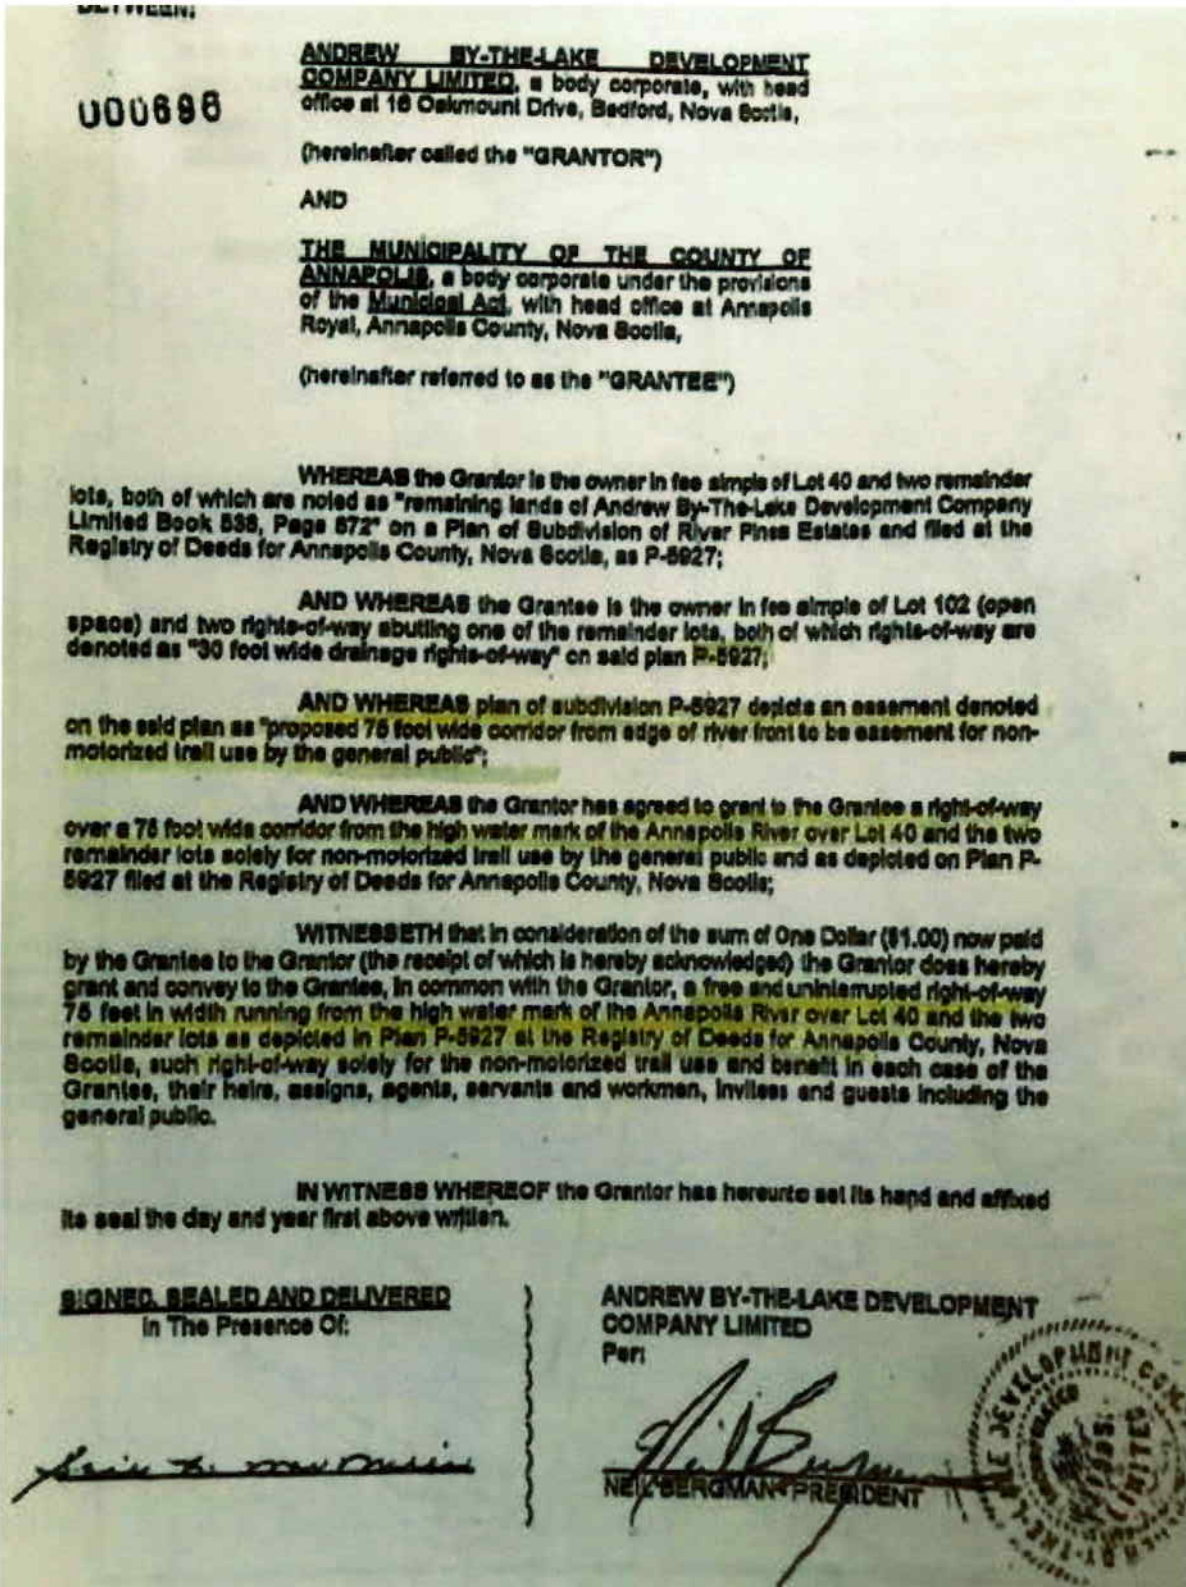 BETWEEN:
ANDREW BY-THE-LAKE DEVELOPMENT
COMPANY LIMITED, a body corporate, with head
office at 16 Oakmount Drive, Bedford, Nova Scotia,
000696
(hereinafter called the "GRANTOR")
AND
THE MUNICIPALITY OF THE COUNTY OF
ANNAPOLIS, a body corporate under the provisions
of the Municipal Act, with head office at Annapolis
Royal, Annapolis County, Nova Scotia,
(hereinafter referred to as the "GRANTEE")
WHEREAS the Grantor is the owner in fee simple of Lot 40 and two remainder
lots, both of which are noted as "remaining lands of Andrew By-The-Lake Development Company
Limited Book 538, Page 672" on a Plan of Subdivision of River Pines Estates and filed at the
Registry of Deeds for Annapolis County, Nova Scotia, as P-5927;
AND WHEREAS the Grantee is the owner in fee simple of Lot 102 (open
space) and two rights-of-way abutting one of the remainder lots, both of which rights-of-way are
denoted as "30 foot wide drainage rights-of-way" on said plan P-5927;
AND WHEREAS plan of subdivision P-5927 depicts an easement denoted
on the said plan as "proposed 75 foot wide corridor from edge of river front to be easement for non-
motorized trail use by the general public";
AND WHEREAS the Grantor has agreed to grant to the Grantee a right-of-way
over a 75 foot wide corridor from the high water mark of the Annapolis River over Lot 40 and the two
remainder lots solely for non-motorized trail use by the general public and as depicted on Plan P-
5927 filed at the Registry of Deeds for Annapolis County, Nova Scotia;
WITNESSETH that in consideration of the sum of One Dollar ($1.00) now paid
by the Grantee to the Grantor (the receipt of which is hereby acknowledged) the Grantor does hereby
grant and convey to the Grantee, in common with the Grantor, a free and uninterrupted right-of-way
75 feet in width running from the high water mark of the Annapolis River over Lot 40 and the two
remainder lots as depicted in Plan P-5927 at the Registry of Deeds for Annapolis County, Nova
Scotia, such right-of-way solely for the non-motorized trail use and benefit in each case of the
Grantee, their heirs, assigns, agents, servants and workmen, invitees and guests including the
general public.
IN WITNESS WHEREOF the Grantor has hereunto set its hand and affixed
its seal the day and year first above written.
SIGNED, SEALED AND DELIVERED
In The Presence Of:
ANDREW BY-THE-LAKE DEVELOPMENT
COMPANY LIMITED
Per:
Neil Bergman
NEIL BERGMAN - PRESIDENT